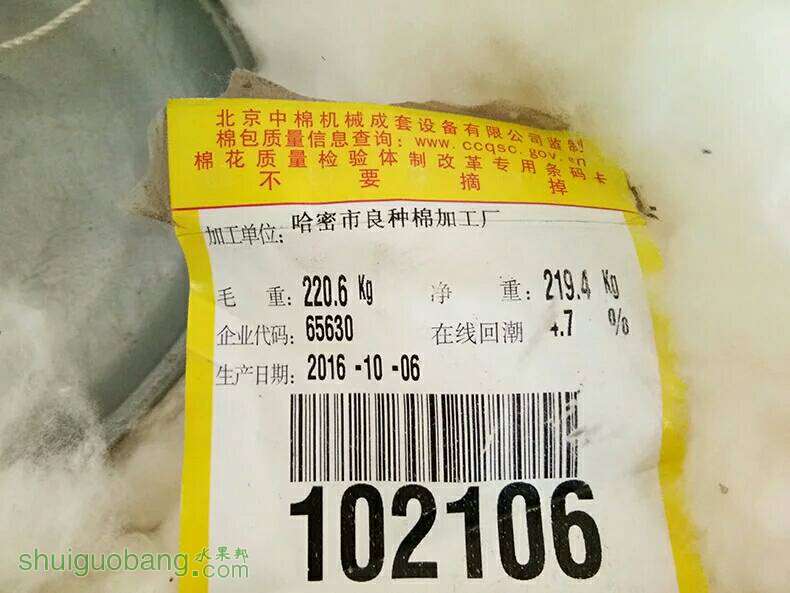 北京中棉机械成套设备有限公司监制
棉包质量信息查询：www.ccqsc.gov.cn
棉花质量检验体制改革专用条码卡
不要摘掉
加工单位：哈密市良种棉加工厂
毛 重：220.6 Kg 净 重：219.4 Kg
企业代码：65630 在线回潮 4.7 %
生产日期：2016-10-06
102106
shuiguobang.com 水果邦